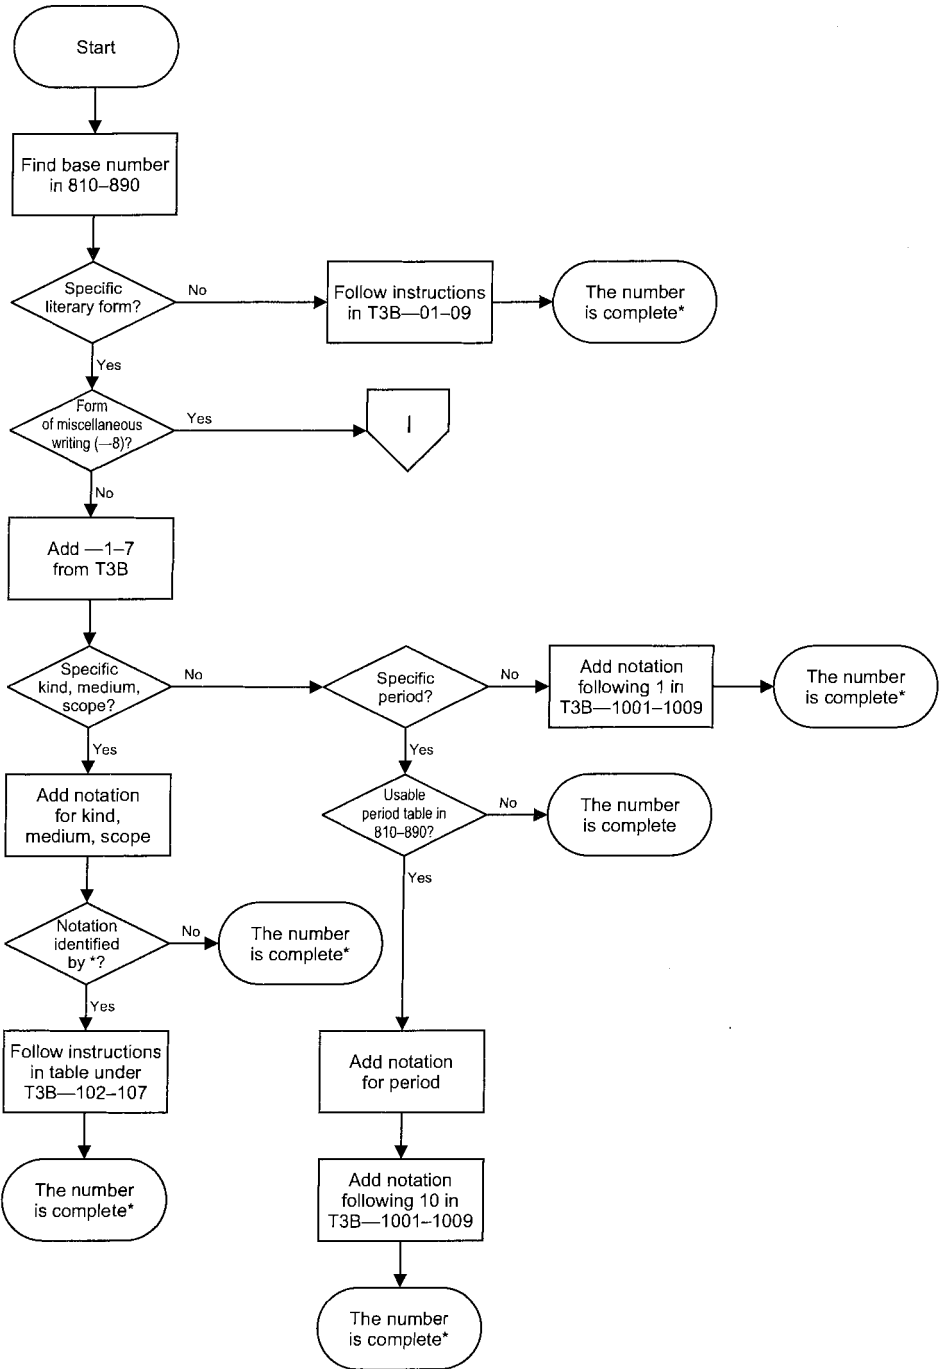 Start
Find base number
in 810–890
Specific
literary form?
No
Follow instructions
in T3B—01–09
The number
is complete*
Yes
Form
of miscellaneous
writing (—8)?
Yes
I
No
Add —1–7
from T3B
Specific
kind, medium,
scope?
No
Specific
period?
No
Add notation
following 1 in
T3B—1001–1009
The number
is complete*
Yes
Yes
Add notation
for kind,
medium, scope
Usable
period table in
810–890?
No
The number
is complete
Yes
Notation
identified
by *?
No
The number
is complete*
Yes
Follow instructions
in table under
T3B—102–107
Add notation
for period
The number
is complete*
Add notation
following 10 in
T3B—1001–1009
The number
is complete*